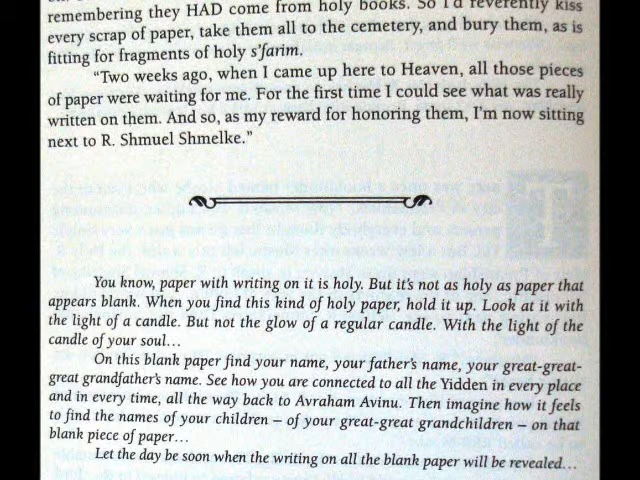 remembering they HAD come from holy books. So I'd reverently kiss
every scrap of paper, take them all to the cemetery, and bury them, as is
fitting for fragments of holy s'farim.
"Two weeks ago, when I came up here to Heaven, all those pieces
of paper were waiting for me. For the first time I could see what was really
written on them. And so, as my reward for honoring them, I'm now sitting
next to R. Shmuel Shmelke."
You know, paper with writing on it is holy. But it's not as holy as paper that
appears blank. When you find this kind of holy paper, hold it up. Look at it with
the light of a candle. But not the glow of a regular candle. With the light of the
candle of your soul...
On this blank paper find your name, your father's name, your great-great-
great grandfather's name. See how you are connected to all the Yidden in every place
and in every time, all the way back to Avraham Avinu. Then imagine how it feels
to find the names of your children – of your great-great grandchildren – on that
blank piece of paper...
Let the day be soon when the writing on all the blank paper will be revealed...